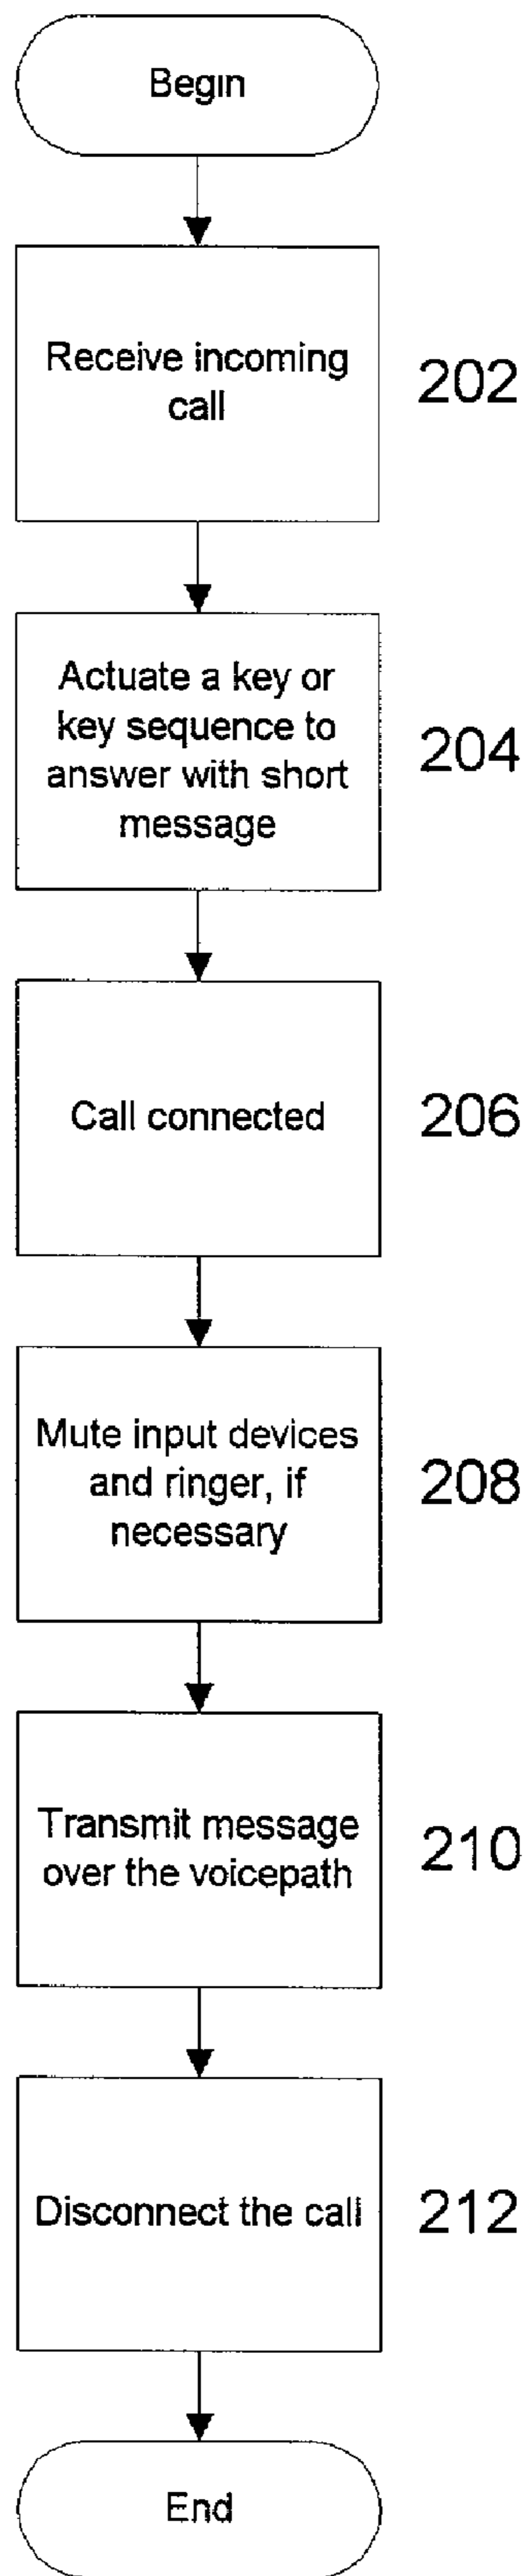 Begin
Receive incoming
call
202
Actuate a key or
key sequence to
answer with short
message
204
Call connected
206
Mute input devices
and ringer, if
necessary
208
Transmit message
over the voicepath
210
Disconnect the call
212
End